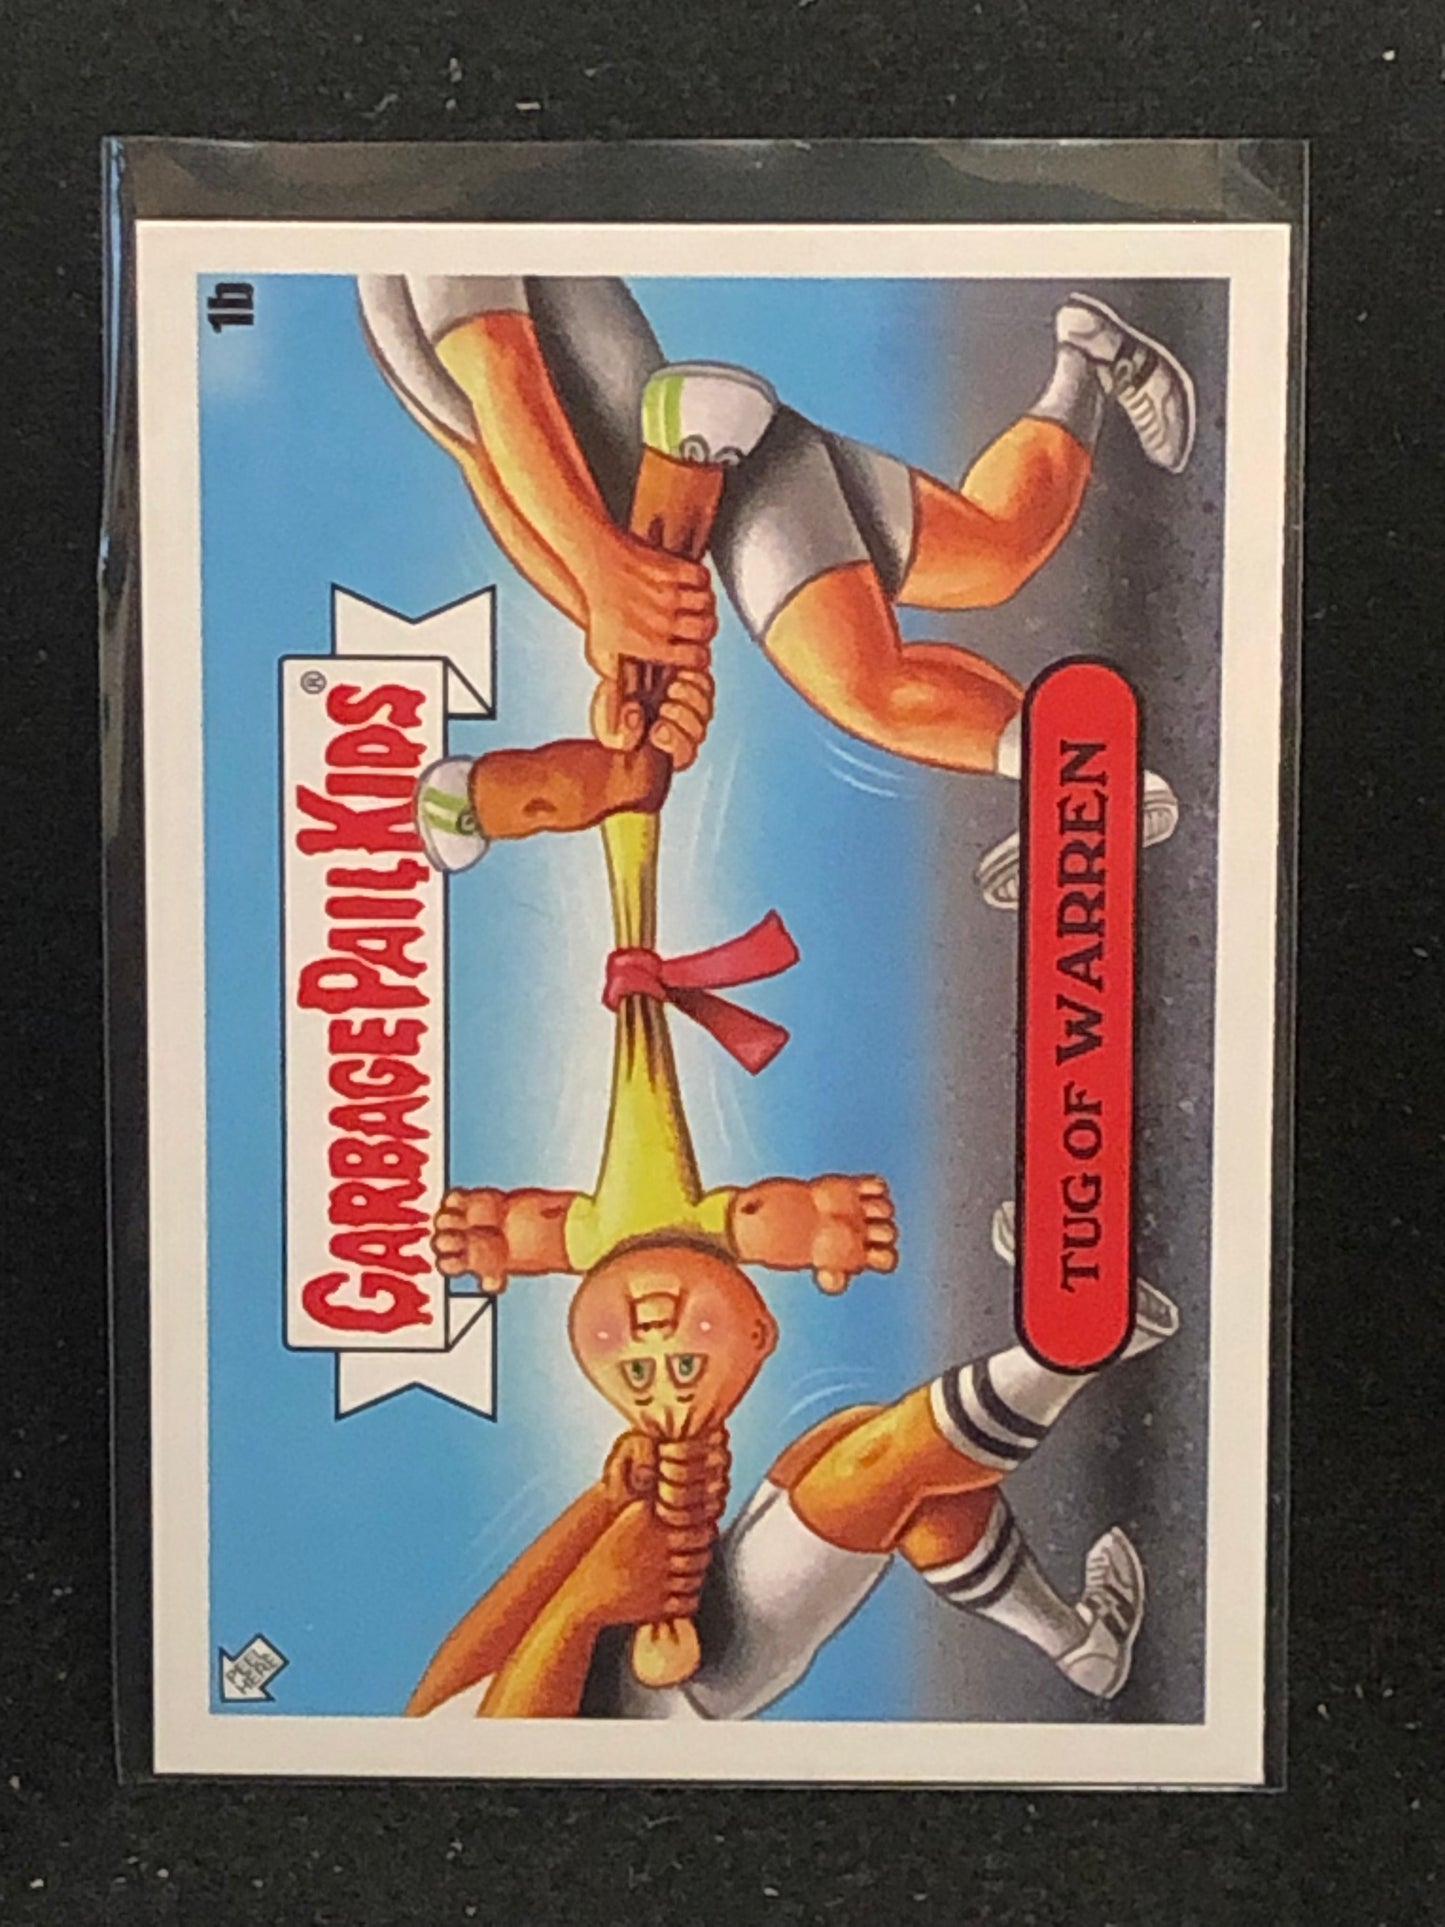 1b
GARBAGE PAIL KIDS®
PEEL
HERE
TUG OF WARREN